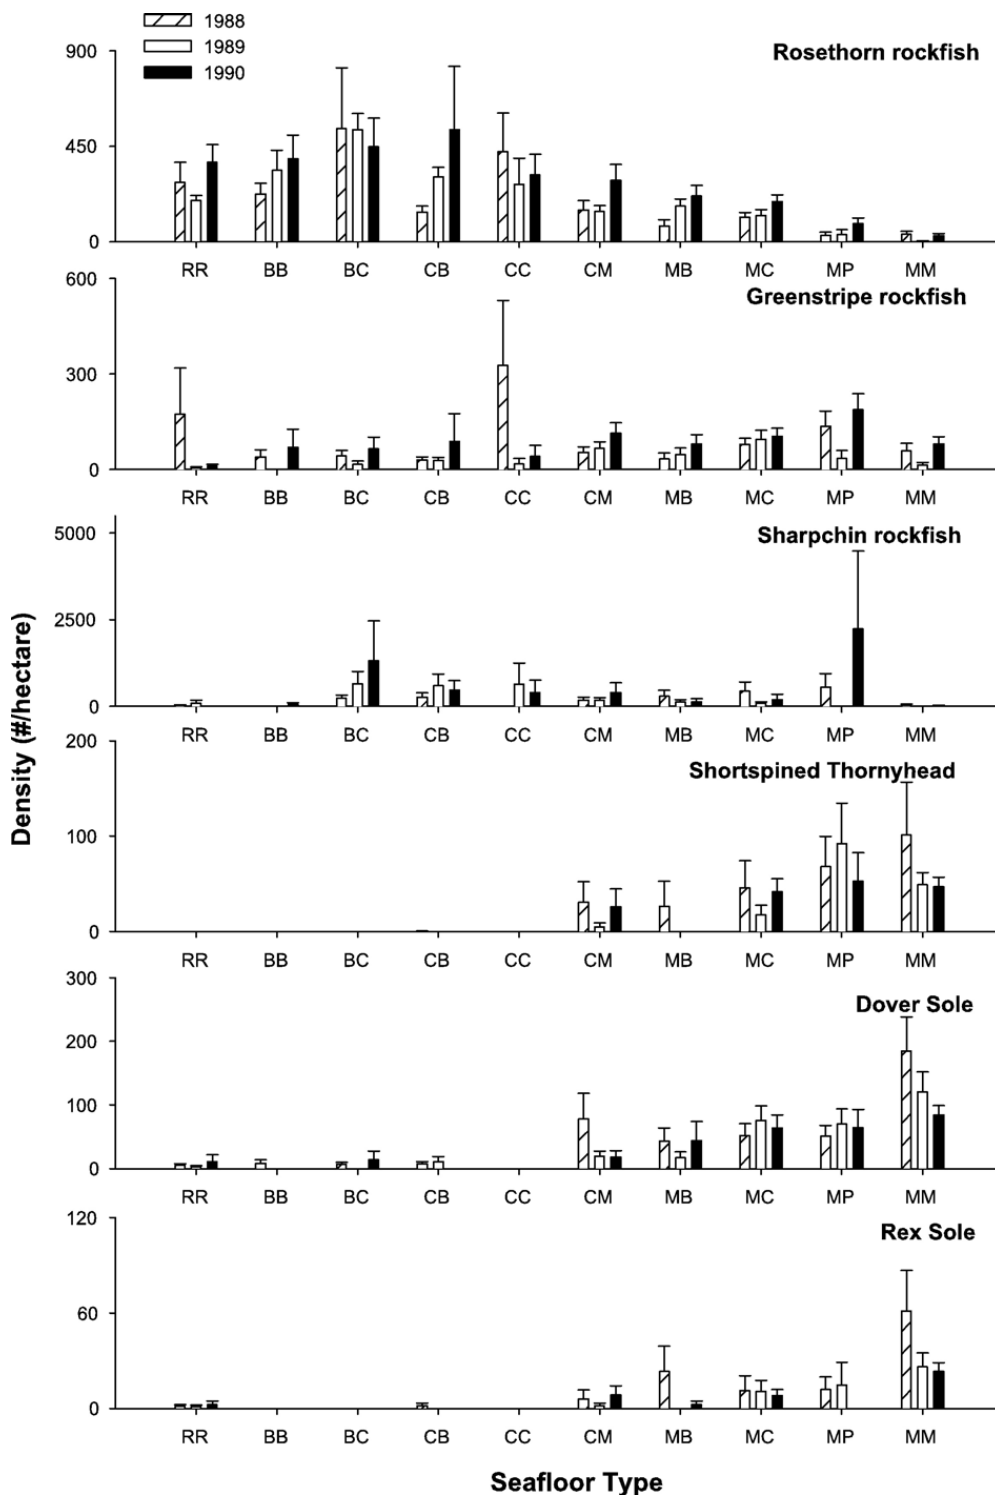 1988
1989
1990
Rosethorn rockfish
900
450
0
RR BB BC CB CC CM MB MC MP MM
Greenstripe rockfish
600
300
0
RR BB BC CB CC CM MB MC MP MM
Sharpchin rockfish
5000
2500
0
RR BB BC CB CC CM MB MC MP MM
Shortspined Thornyhead
200
100
0
RR BB BC CB CC CM MB MC MP MM
Dover Sole
300
200
100
0
RR BB BC CB CC CM MB MC MP MM
Rex Sole
120
60
0
RR BB BC CB CC CM MB MC MP MM
Density (#/hectare)
Seafloor Type